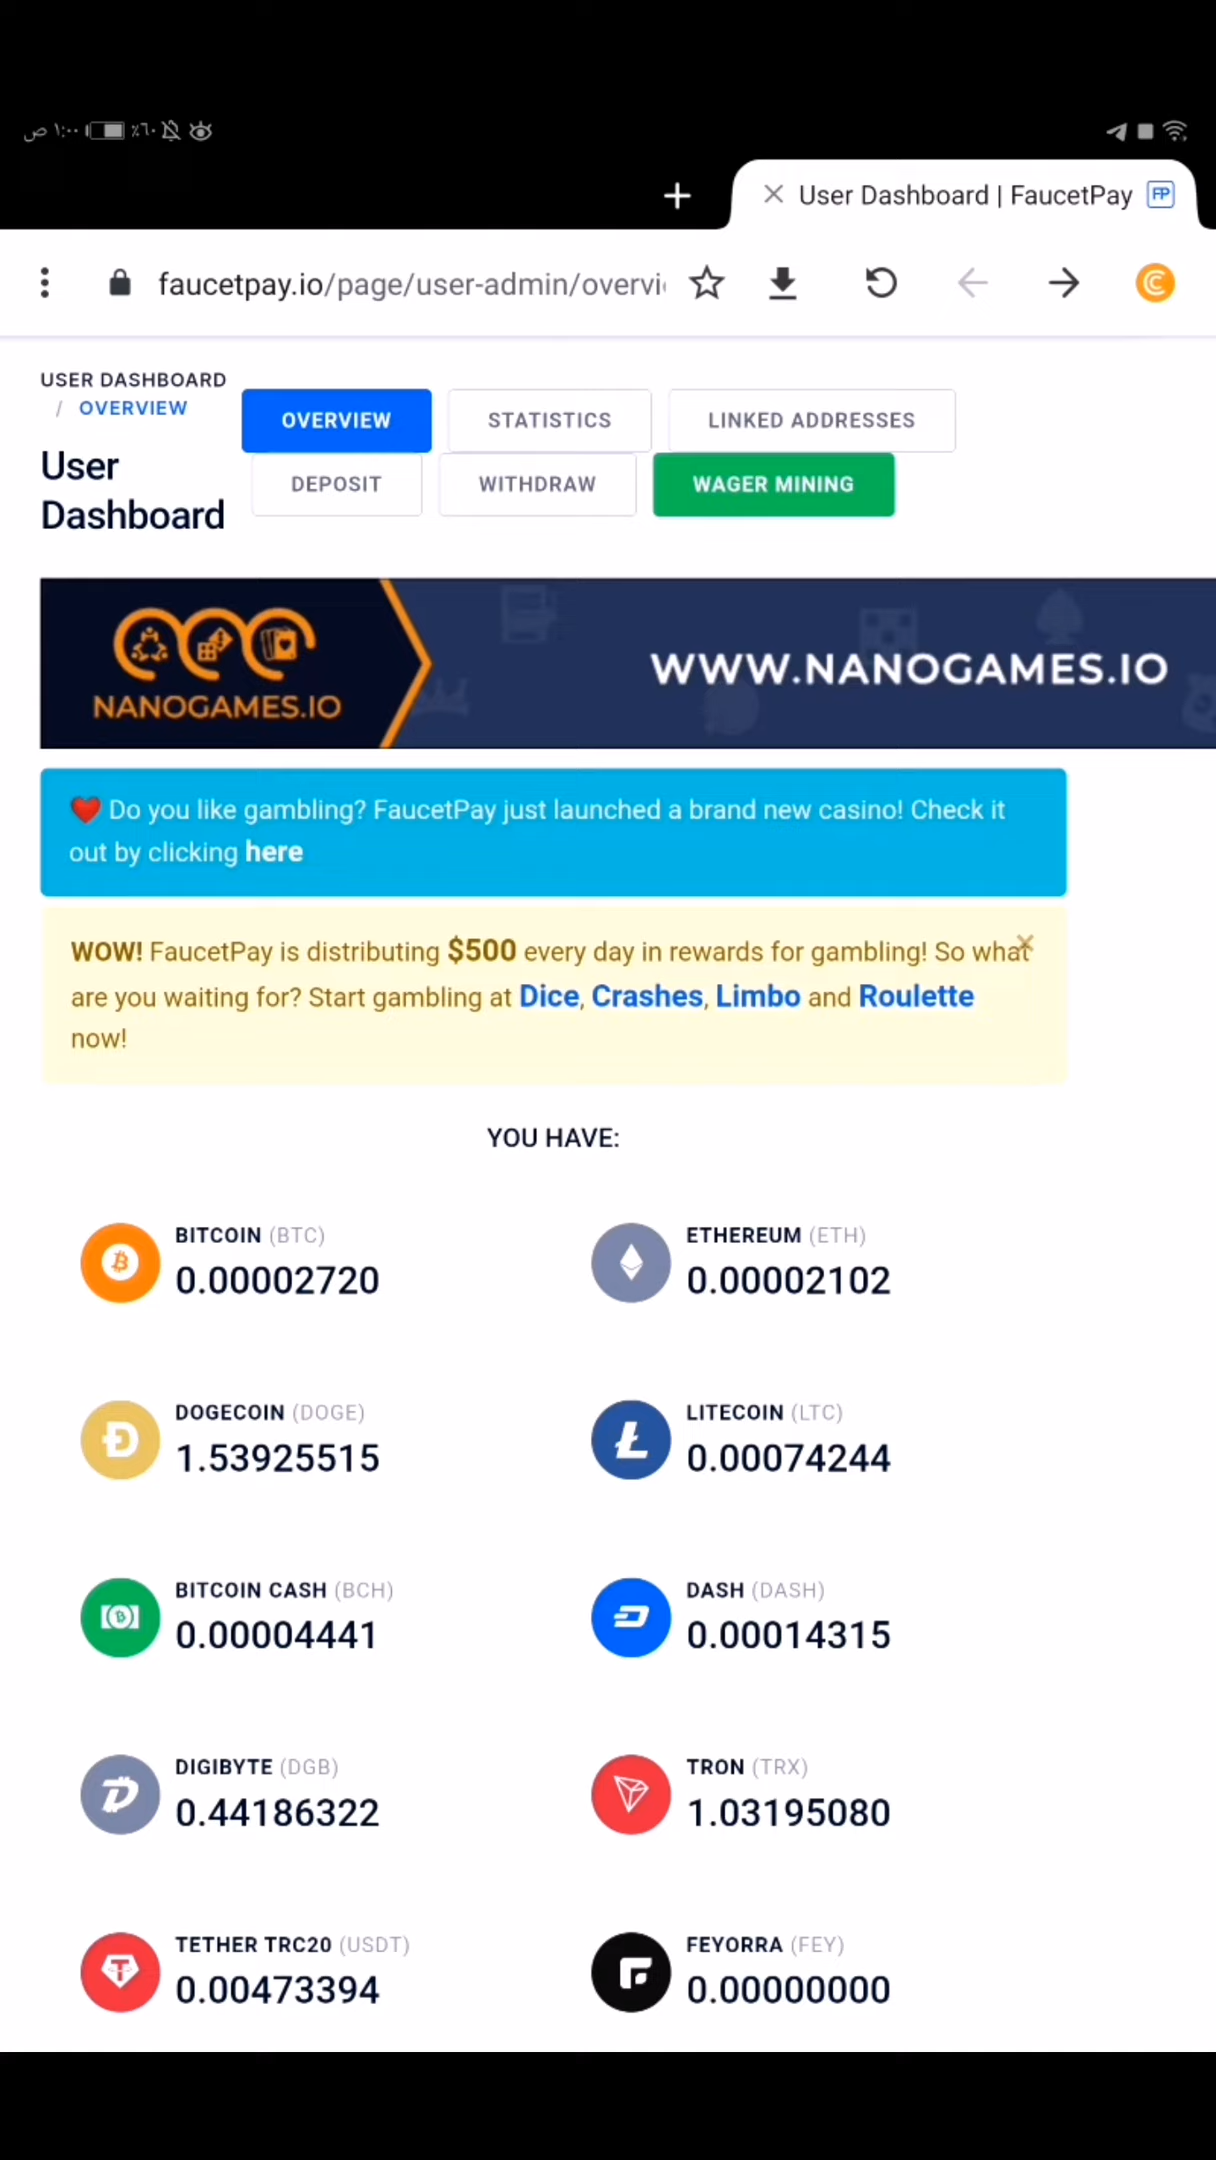 ص ١:٠٠ ٪٦٠
User Dashboard | FaucetPay FP
faucetpay.io/page/user-admin/overvi
USER DASHBOARD
/ OVERVIEW
User
Dashboard
OVERVIEW STATISTICS LINKED ADDRESSES
DEPOSIT WITHDRAW WAGER MINING
NANOGAMES.IO
WWW.NANOGAMES.IO
❤️ Do you like gambling? FaucetPay just launched a brand new casino! Check it
out by clicking here
WOW! FaucetPay is distributing $500 every day in rewards for gambling! So what
are you waiting for? Start gambling at Dice, Crashes, Limbo and Roulette
now!
YOU HAVE:
BITCOIN (BTC)
0.00002720
ETHEREUM (ETH)
0.00002102
DOGECOIN (DOGE)
1.53925515
LITECOIN (LTC)
0.00074244
BITCOIN CASH (BCH)
0.00004441
DASH (DASH)
0.00014315
DIGIBYTE (DGB)
0.44186322
TRON (TRX)
1.03195080
TETHER TRC20 (USDT)
0.00473394
FEYORRA (FEY)
0.00000000